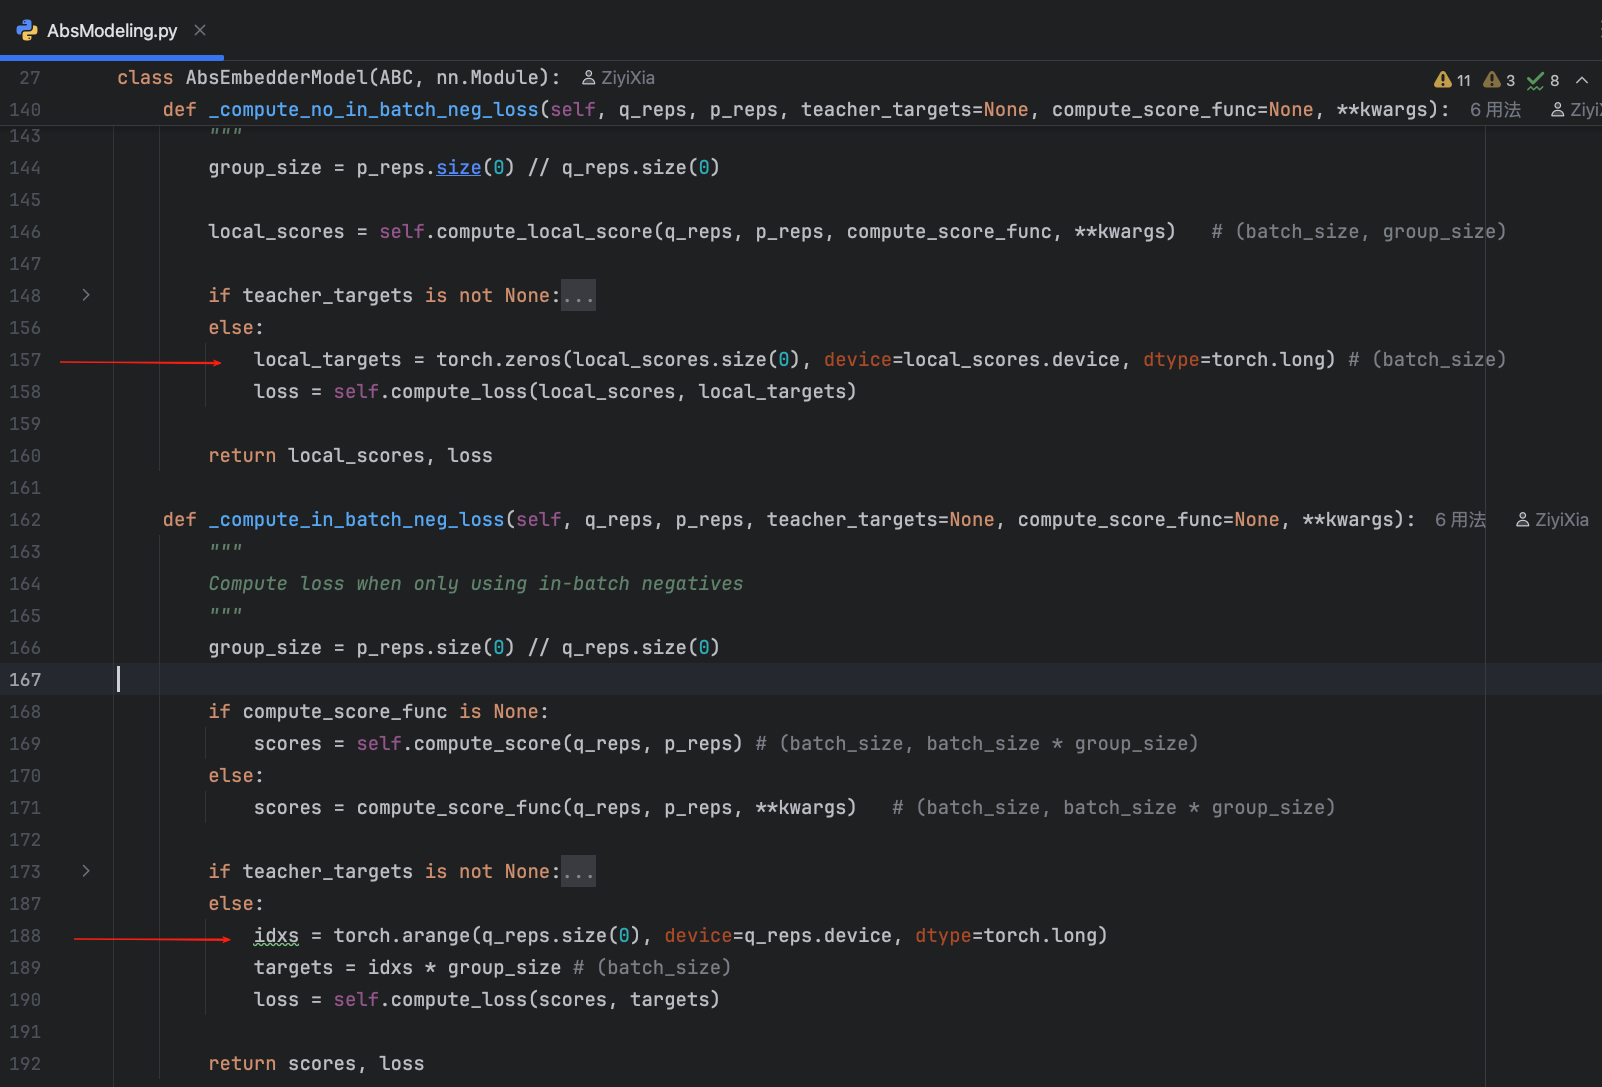 AbsModeling.py
27 class AbsEmbedderModel(ABC, nn.Module): ZiyiXia 11 3 8
140 def _compute_no_in_batch_neg_loss(self, q_reps, p_reps, teacher_targets=None, compute_score_func=None, **kwargs): 6 用法 ZiyiX
143 """
144 group_size = p_reps.size(0) // q_reps.size(0)
145
146 local_scores = self.compute_local_score(q_reps, p_reps, compute_score_func, **kwargs) # (batch_size, group_size)
147
148 if teacher_targets is not None:...
156 else:
157 local_targets = torch.zeros(local_scores.size(0), device=local_scores.device, dtype=torch.long) # (batch_size)
158 loss = self.compute_loss(local_scores, local_targets)
159
160 return local_scores, loss
161
162 def _compute_in_batch_neg_loss(self, q_reps, p_reps, teacher_targets=None, compute_score_func=None, **kwargs): 6 用法 ZiyiXia
163 """
164 Compute loss when only using in-batch negatives
165 """
166 group_size = p_reps.size(0) // q_reps.size(0)
167
168 if compute_score_func is None:
169 scores = self.compute_score(q_reps, p_reps) # (batch_size, batch_size * group_size)
170 else:
171 scores = compute_score_func(q_reps, p_reps, **kwargs) # (batch_size, batch_size * group_size)
172
173 if teacher_targets is not None:...
187 else:
188 idxs = torch.arange(q_reps.size(0), device=q_reps.device, dtype=torch.long)
189 targets = idxs * group_size # (batch_size)
190 loss = self.compute_loss(scores, targets)
191
192 return scores, loss